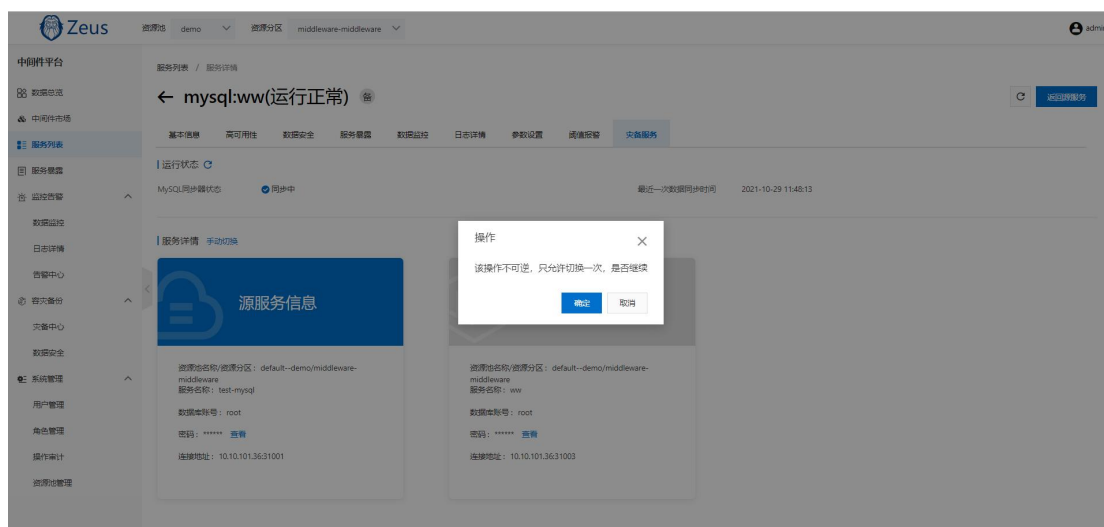 Zeus
资源池 demo 资源分区 middleware-middleware
admin
中间件平台
数据总览
中间件市场
服务列表
服务暴露
监控告警
数据监控
日志详情
告警中心
容灾备份
灾备中心
数据安全
系统管理
用户管理
角色管理
操作审计
资源池管理
服务列表 / 服务详情
mysql:ww(运行正常) 备
返回源服务
基本信息 高可用性 数据安全 服务暴露 数据监控 日志详情 参数设置 阈值报警 灾备服务
运行状态
MySQL同步器状态 同步中 最近一次数据同步时间 2021-10-29 11:48:13
服务详情 手动切换
操作
该操作不可逆，只允许切换一次，是否继续
确定 取消
源服务信息
资源池名称/资源分区：default--demo/middleware-
middleware
服务名称：test-mysql
数据库账号：root
密码：****** 查看
连接地址：10.10.101.36:31001
资源池名称/资源分区：default--demo/middleware-
middleware
服务名称：ww
数据库账号：root
密码：****** 查看
连接地址：10.10.101.36:31003